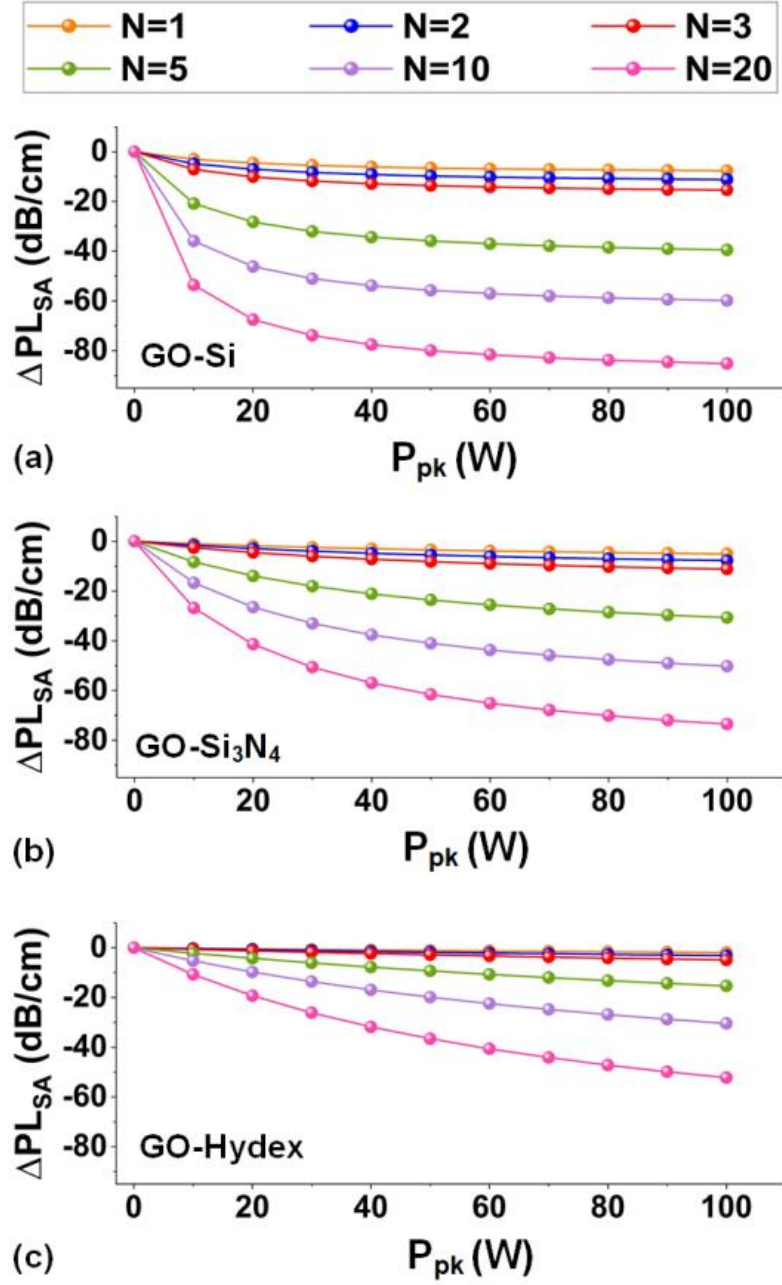 N=1 N=2 N=3
N=5 N=10 N=20
0
-20
-40
-60
-80
ΔPL_SA (dB/cm)
GO-Si
0 20 40 60 80 100
(a)
P_pk (W)
0
-20
-40
-60
-80
ΔPL_SA (dB/cm)
GO-Si₃N₄
0 20 40 60 80 100
(b)
P_pk (W)
0
-20
-40
-60
-80
ΔPL_SA (dB/cm)
GO-Hydex
0 20 40 60 80 100
(c)
P_pk (W)